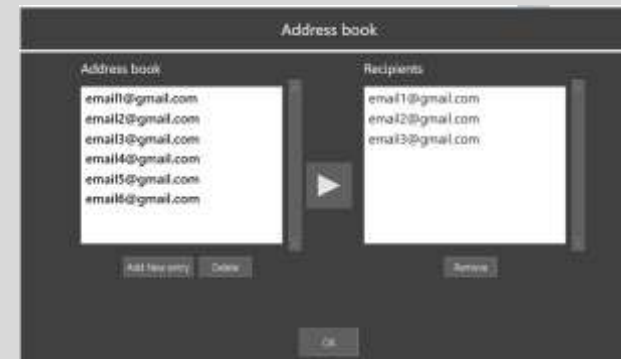 Address book
Address book
email1@gmail.com
email2@gmail.com
email3@gmail.com
email4@gmail.com
email5@gmail.com
email6@gmail.com
Add New entry
Delete
Recipients
email1@gmail.com
email2@gmail.com
email3@gmail.com
Remove
OK